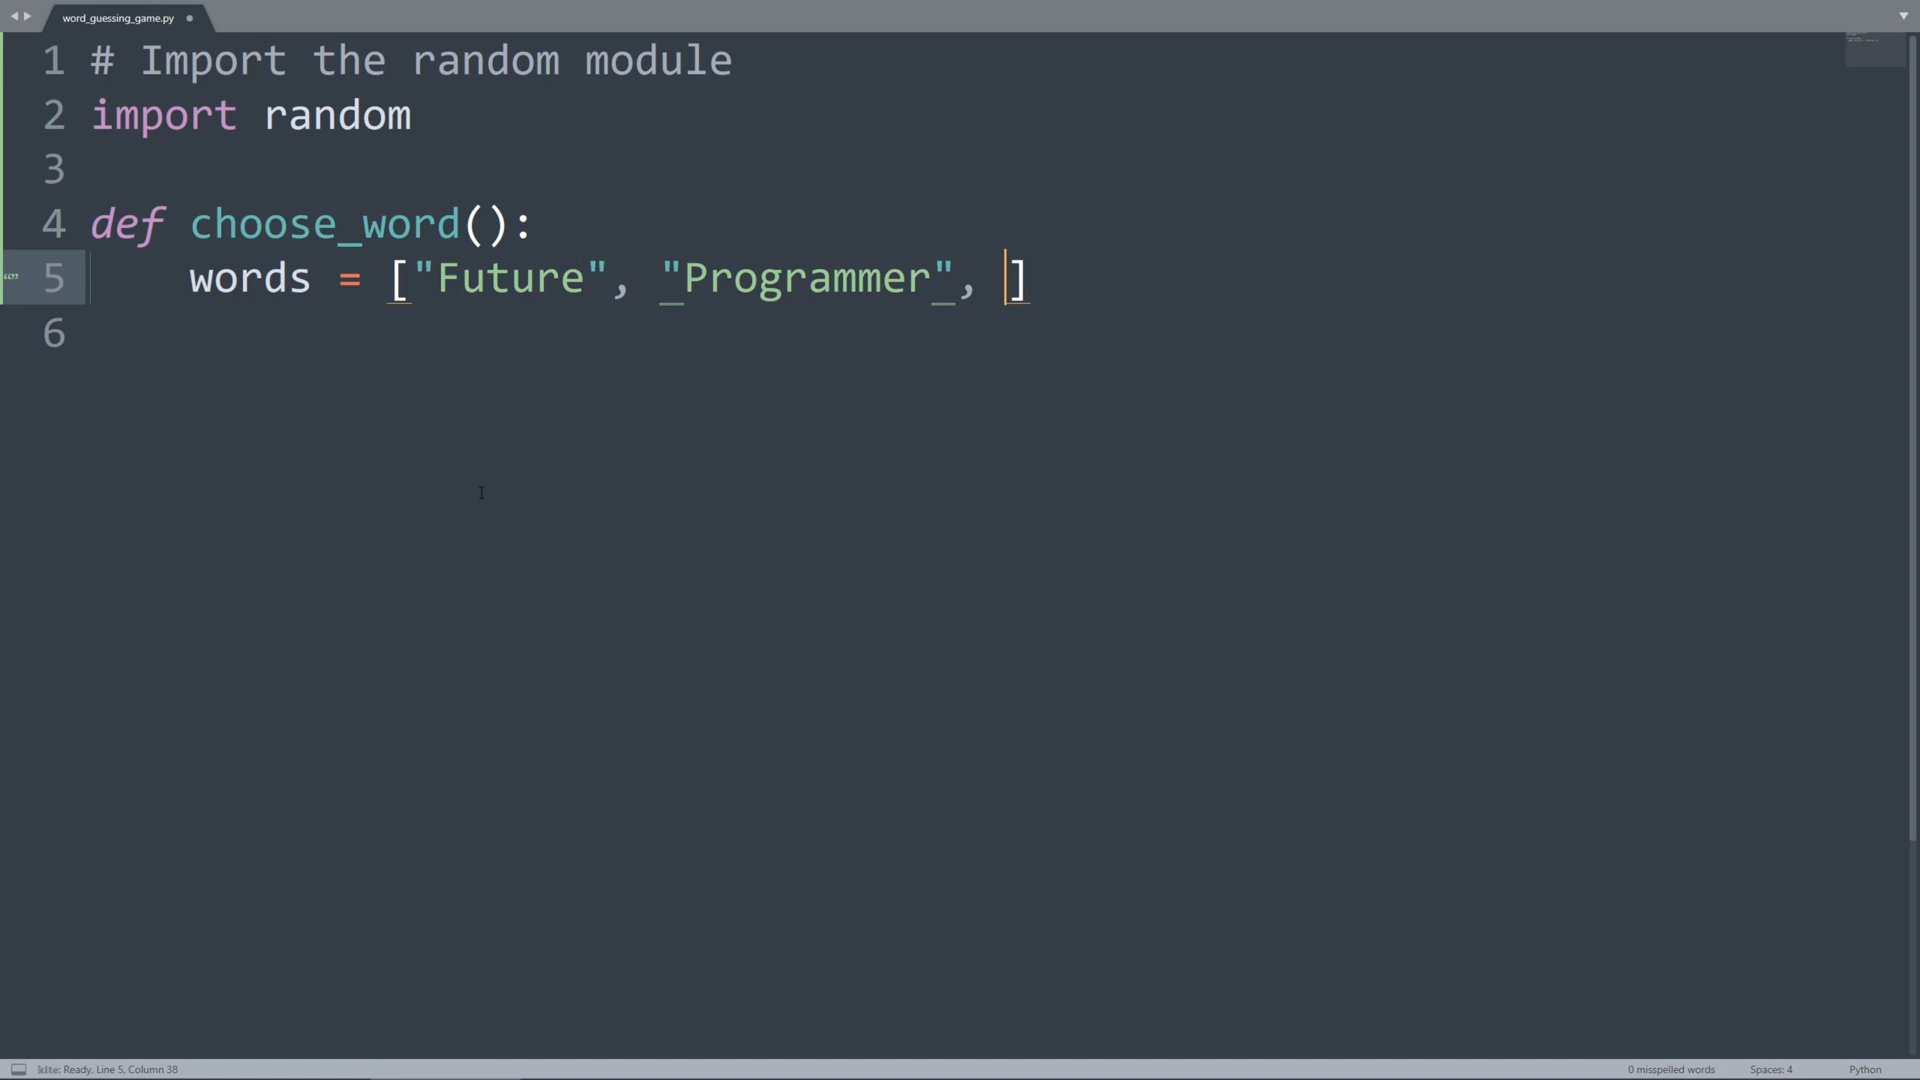 word_guessing_game.py
1 # Import the random module
2 import random
3
4 def choose_word():
5     words = ["Future", "Programmer", ]
6
kite: Ready, Line 5, Column 38
0 misspelled words
Spaces: 4
Python